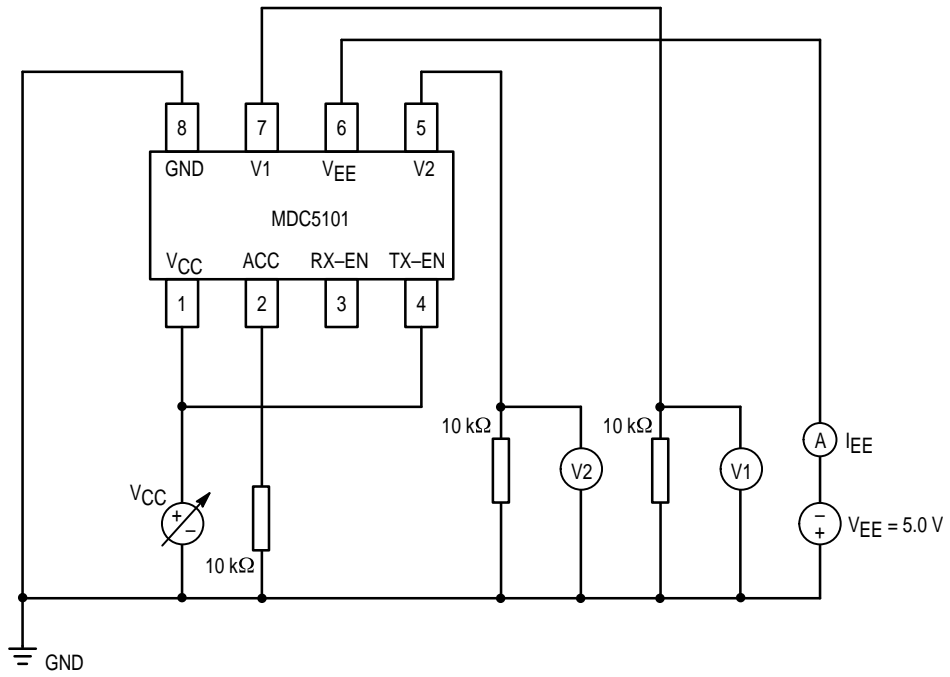 8 7 6 5
GND V1 VEE V2
MDC5101
VCC ACC RX–EN TX–EN
1 2 3 4
10 kΩ 10 kΩ
A IEE
V2 V1
VCC
+ –
– +
VEE = 5.0 V
10 kΩ
GND